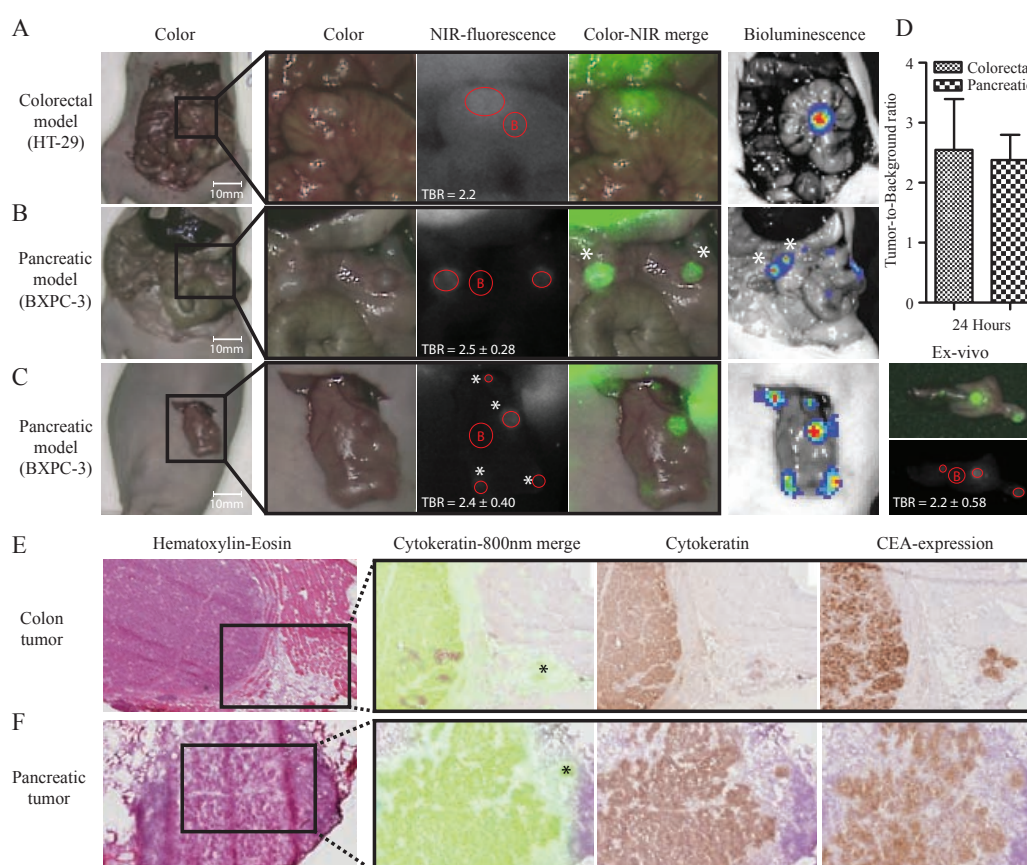 A
Color
Color
NIR-fluorescence
Color-NIR merge
Bioluminescence
D
Colorectal
model
(HT-29)
10mm
B
TBR = 2.2
B
Pancreatic
model
(BXPC-3)
10mm
*
*
B
TBR = 2.5 ± 0.28
*
*
C
Pancreatic
model
(BXPC-3)
10mm
*
*
B
*
*
TBR = 2.4 ± 0.40
Tumor-to-Background ratio
4
3
2
1
0
Colorectal
Pancreatic
24 Hours
Ex-vivo
B
TBR = 2.2 ± 0.58
E
Hematoxylin-Eosin
Cytokeratin-800nm merge
Cytokeratin
CEA-expression
Colon
tumor
*
F
Pancreatic
tumor
*